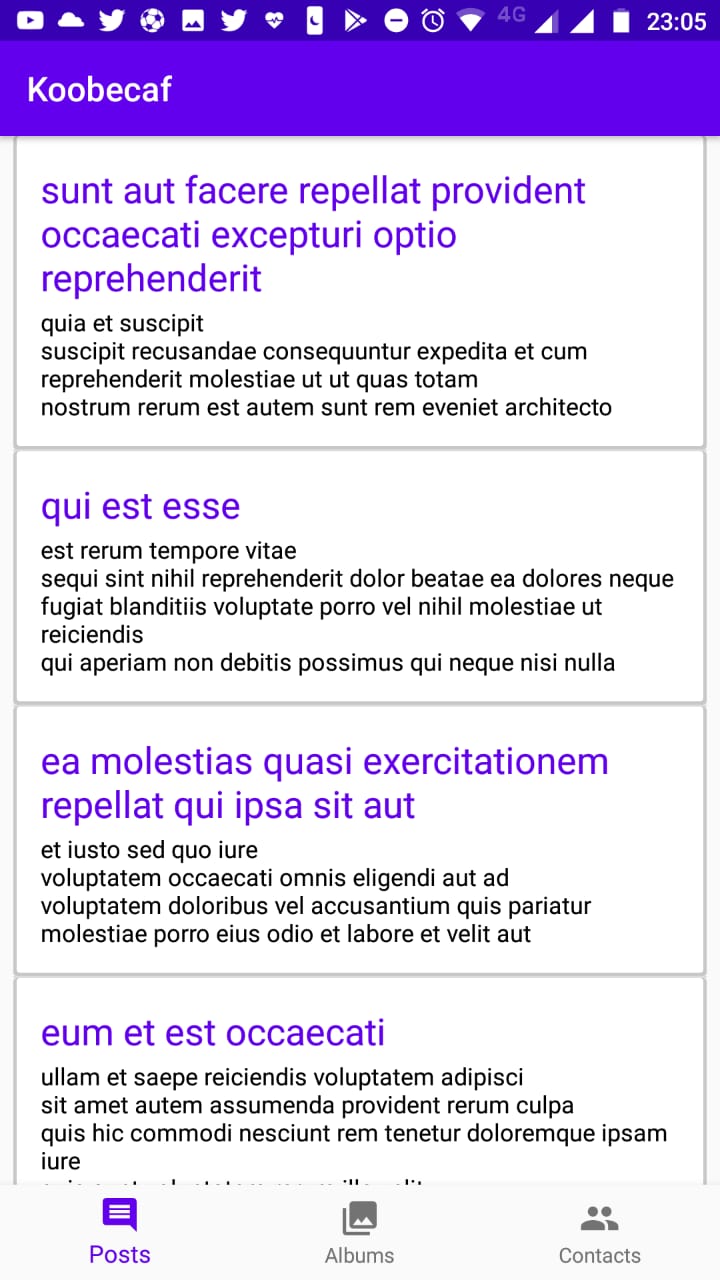 4G 23:05
Koobecaf
sunt aut facere repellat provident
occaecati excepturi optio
reprehenderit
quia et suscipit
suscipit recusandae consequuntur expedita et cum
reprehenderit molestiae ut ut quas totam
nostrum rerum est autem sunt rem eveniet architecto
qui est esse
est rerum tempore vitae
sequi sint nihil reprehenderit dolor beatae ea dolores neque
fugiat blanditiis voluptate porro vel nihil molestiae ut
reiciendis
qui aperiam non debitis possimus qui neque nisi nulla
ea molestias quasi exercitationem
repellat qui ipsa sit aut
et iusto sed quo iure
voluptatem occaecati omnis eligendi aut ad
voluptatem doloribus vel accusantium quis pariatur
molestiae porro eius odio et labore et velit aut
eum et est occaecati
ullam et saepe reiciendis voluptatem adipisci
sit amet autem assumenda provident rerum culpa
quis hic commodi nesciunt rem tenetur doloremque ipsam
iure
Posts Albums Contacts